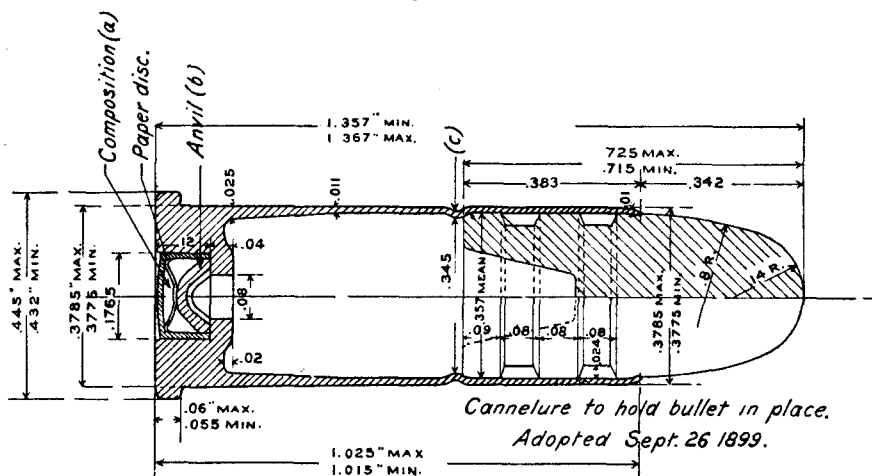 1.357" MIN.
1.367" MAX.
Composition (a)
Paper disc.
Anvil (b)
(c)
.725 MAX.
.715 MIN.
.383
.342
.025
.011
.01
.445" MAX.
.432" MIN.
.3785" MAX.
.3775 MIN.
.1765
.12
.04
.08
.02
.345
.357 MEAN
.09
.08
.08
.08
.024
.3785 MAX.
.3775 MIN.
.8 R.
.14 R.
.06" MAX.
.055 MIN.
Cannelure to hold bullet in place.
Adopted Sept. 26 1899.
1.025" MAX
1.015" MIN.